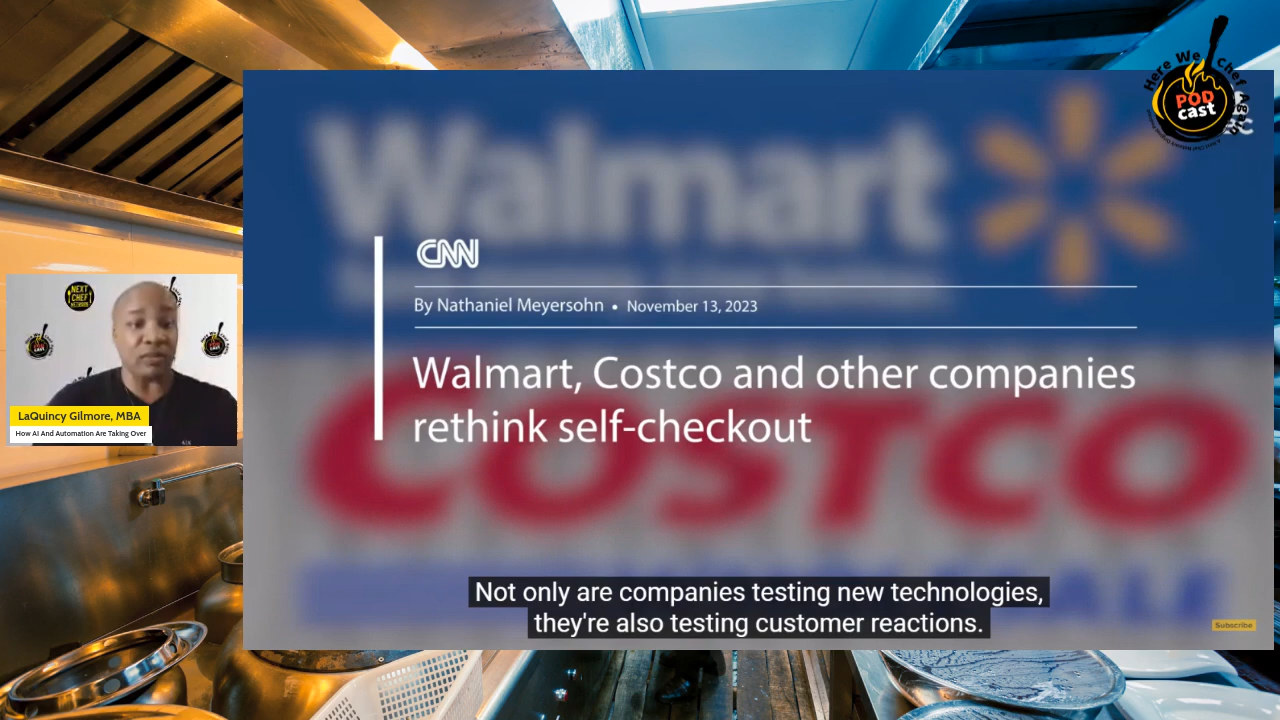 Here We Chef Again
POD
cast
Walmart
CNN
By Nathaniel Meyersohn • November 13, 2023
Walmart, Costco and other companies
rethink self-checkout
COSTCO
Not only are companies testing new technologies,
they're also testing customer reactions.
Subscribe
NEXT
CHEF
LaQuincy Gilmore, MBA
How AI And Automation Are Taking Over